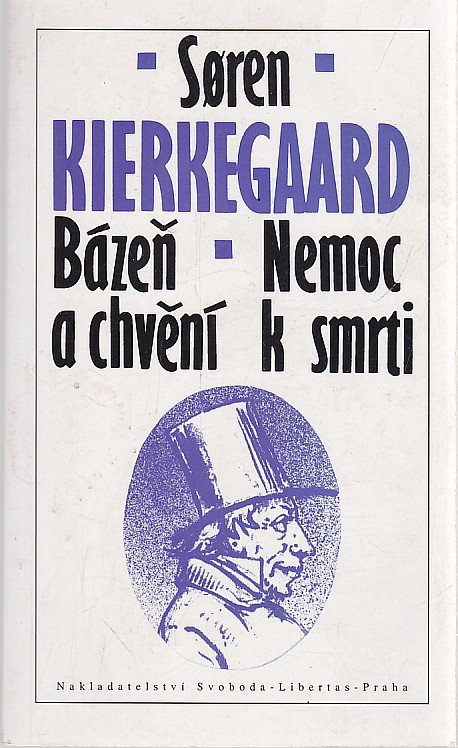 Søren
KIERKEGAARD
Bázeň Nemoc
a chvění k smrti
Nakladatelství Svoboda-Libertas-Praha